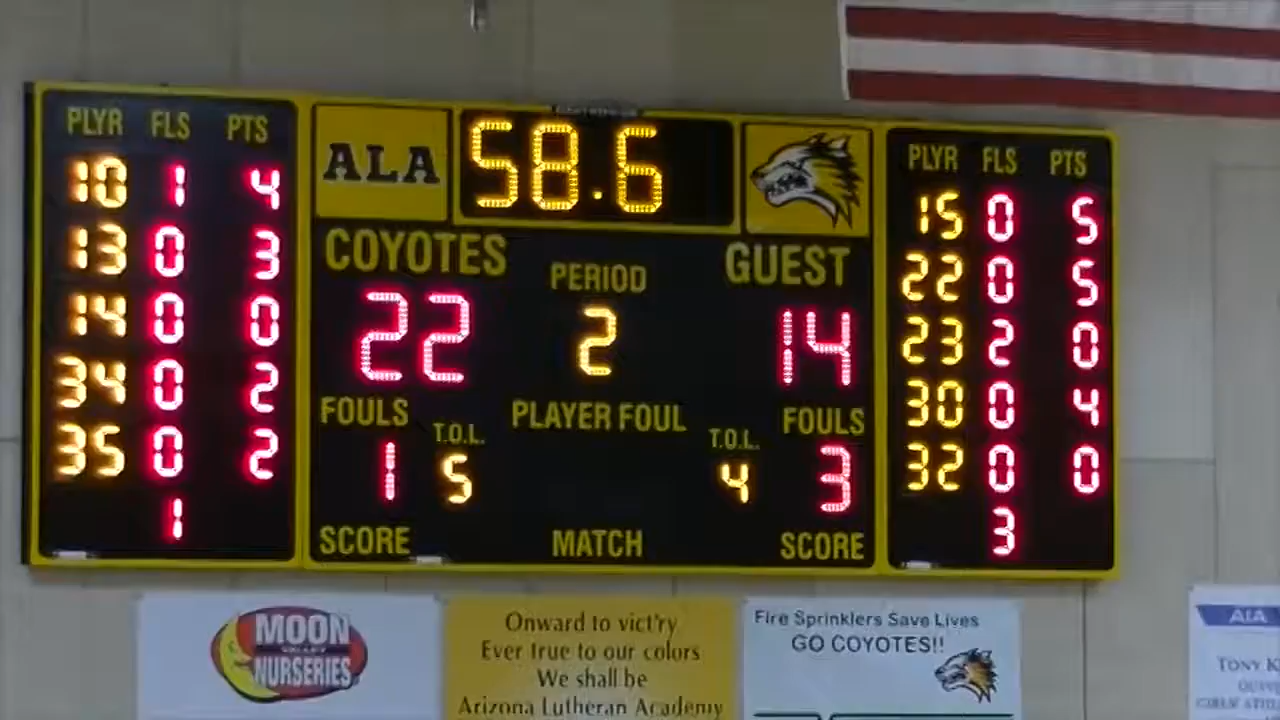 PLYR FLS PTS
10 1 4
13 0 3
14 0 0
34 0 2
35 0 2
1
ALA
58.6
COYOTES
PERIOD
GUEST
22
2
14
FOULS
T.O.L.
PLAYER FOUL
T.O.L.
FOULS
1
5
4
3
SCORE
MATCH
SCORE
PLYR FLS PTS
15 0 5
22 0 5
23 2 0
30 0 4
32 0 0
3
MOON
VALLEY
NURSERIES
Onward to vict'ry
Ever true to our colors
We shall be
Arizona Lutheran Academy
Fire Sprinklers Save Lives
GO COYOTES!!
AIA
TONY K